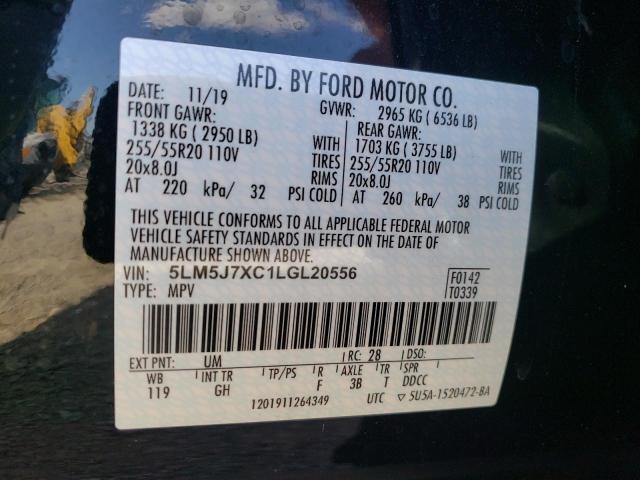 MFD. BY FORD MOTOR CO.
DATE: 11/19 GVWR: 2965 KG ( 6536 LB)
FRONT GAWR: REAR GAWR:
1338 KG ( 2950 LB) WITH 1703 KG ( 3755 LB) WITH
255/55R20 110V TIRES 255/55R20 110V TIRES
20x8.0J RIMS 20x8.0J RIMS
AT 220 kPa/ 32 PSI COLD AT 260 kPa/ 38 PSI COLD
THIS VEHICLE CONFORMS TO ALL APPLICABLE FEDERAL MOTOR
VEHICLE SAFETY STANDARDS IN EFFECT ON THE DATE OF
MANUFACTURE SHOWN ABOVE.
VIN: 5LM5J7XC1LGL20556 F0142
TYPE: MPV T0339
EXT PNT: UM RC: 28
WB INT TR TP/PS R AXLE TR SPR
119 GH F 3B T DDCC
1201911264349 UTC ▽ 5U5A-1520472-BA